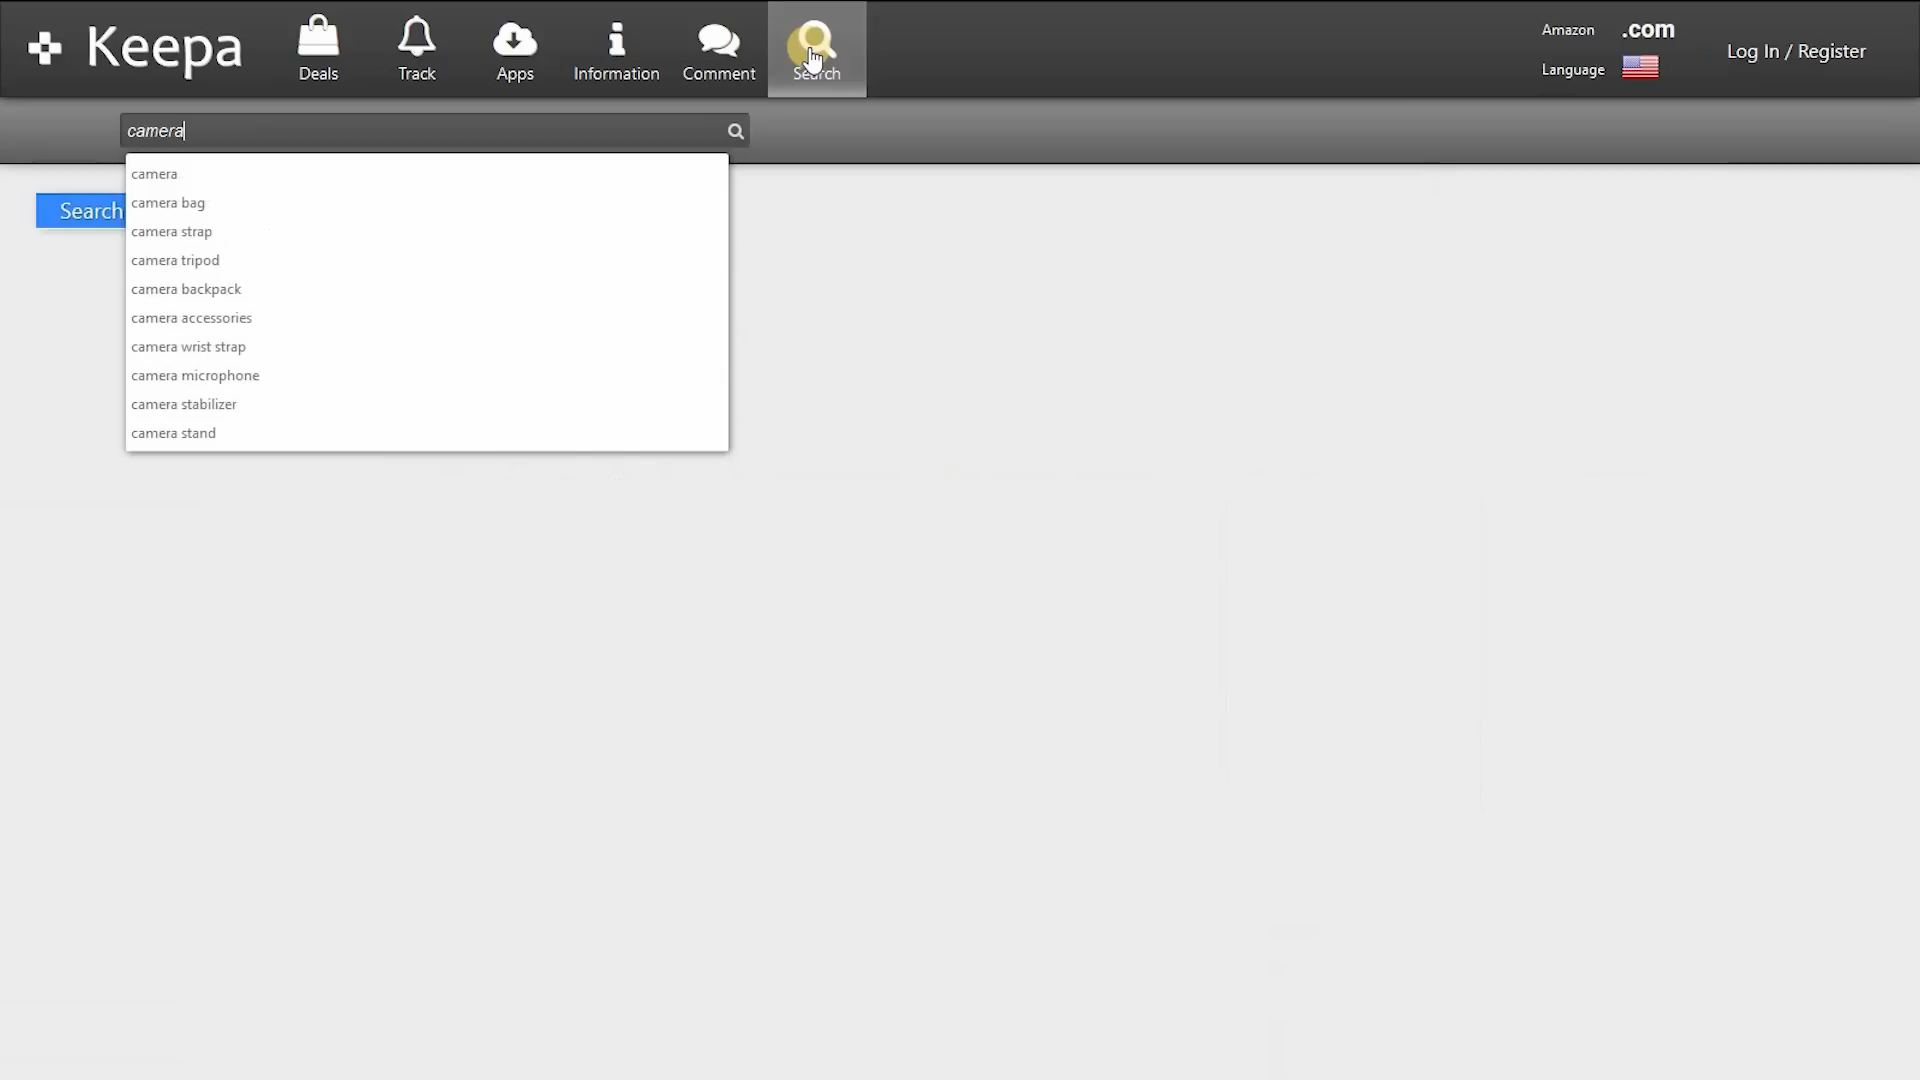 Keepa
Deals
Track
Apps
Information
Comment
Search
Amazon .com
Language
Log In / Register
camera
camera
camera bag
Search
camera strap
camera tripod
camera backpack
camera accessories
camera wrist strap
camera microphone
camera stabilizer
camera stand